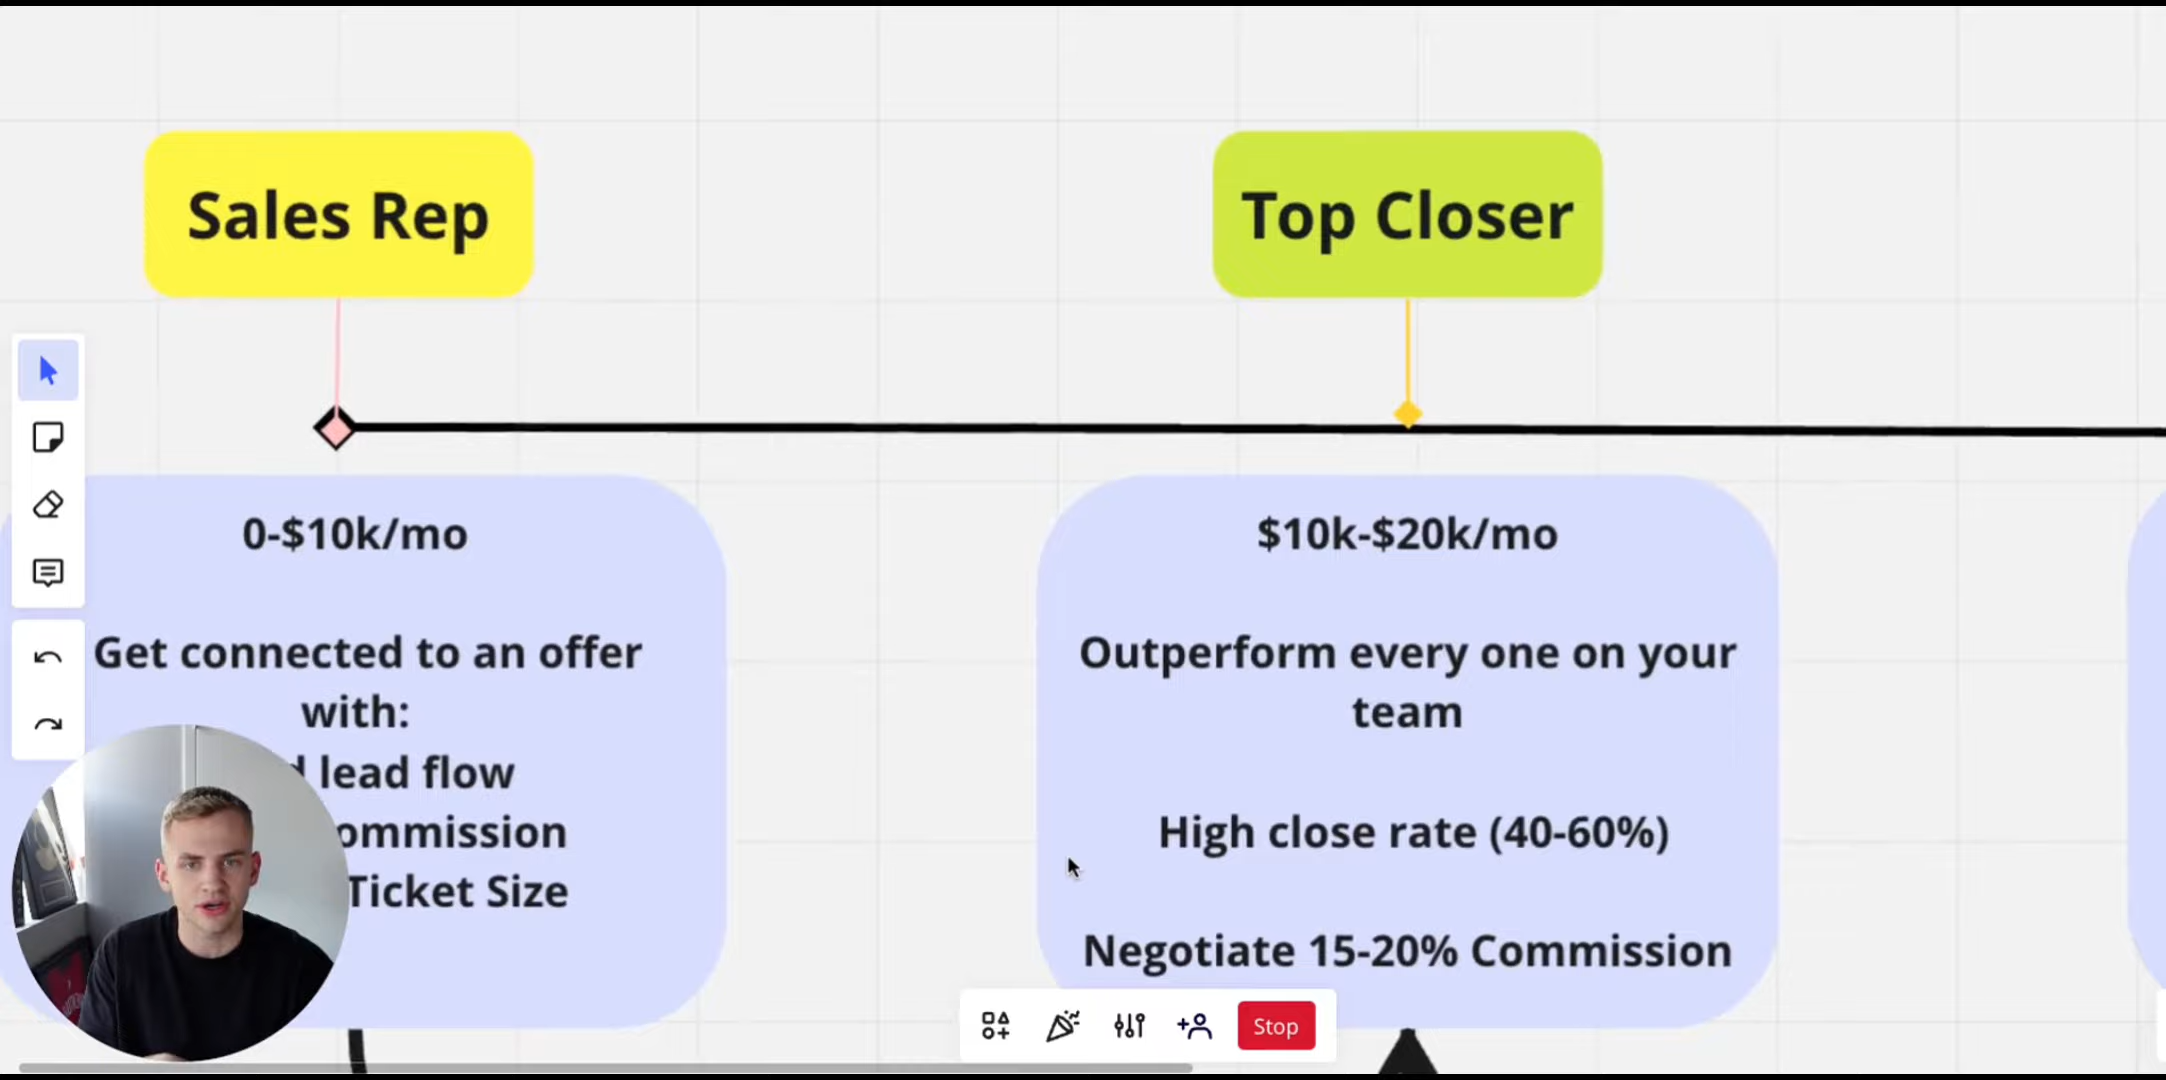 Sales Rep
Top Closer
0-$10k/mo
Get connected to an offer
with:
lead flow
Ticket Size
$10k-$20k/mo
Outperform every one on your
team
High close rate (40-60%)
Negotiate 15-20% Commission
Stop